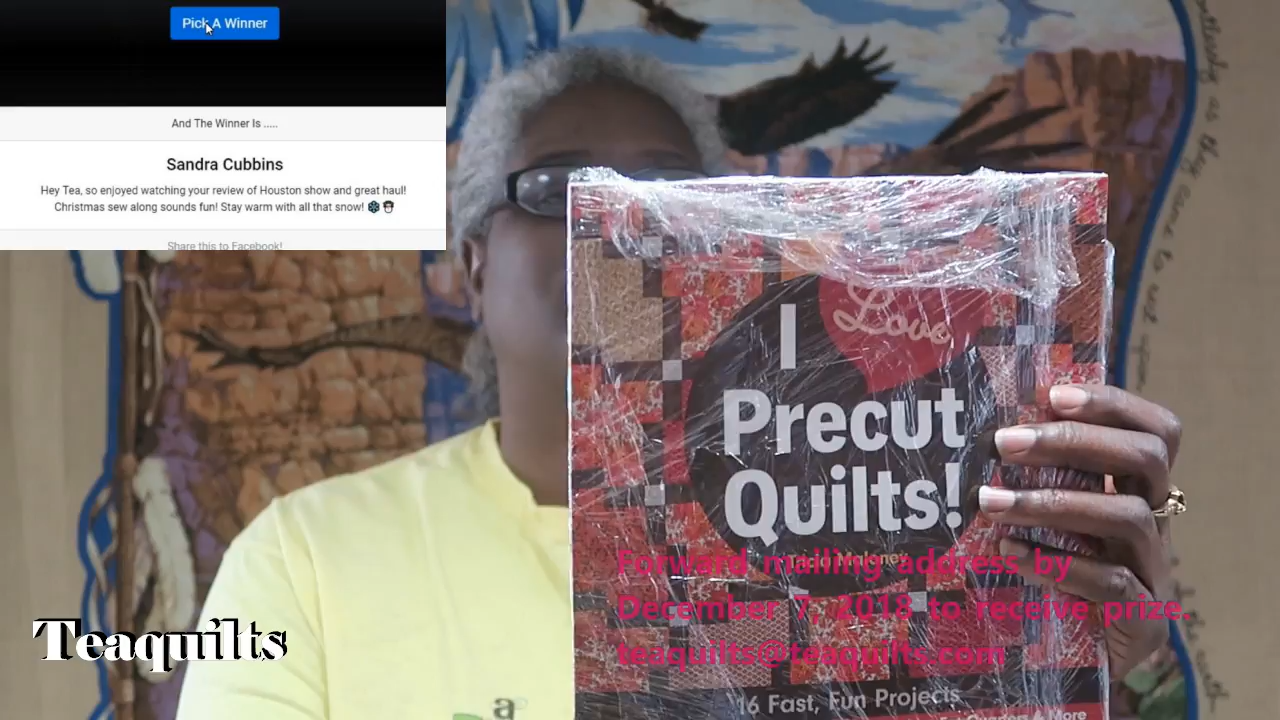 Pick A Winner
And The Winner Is .....
Sandra Cubbins
Hey Tea, so enjoyed watching your review of Houston show and great haul!
Christmas sew along sounds fun! Stay warm with all that snow!
Share this to Facebook!
I Love
Precut
Quilts!
Maloney
Forward mailing address by
December 7, 2018 to receive prize.
teaquilts@teaquilts.com
16 Fast, Fun Projects
& More
Teaquilts